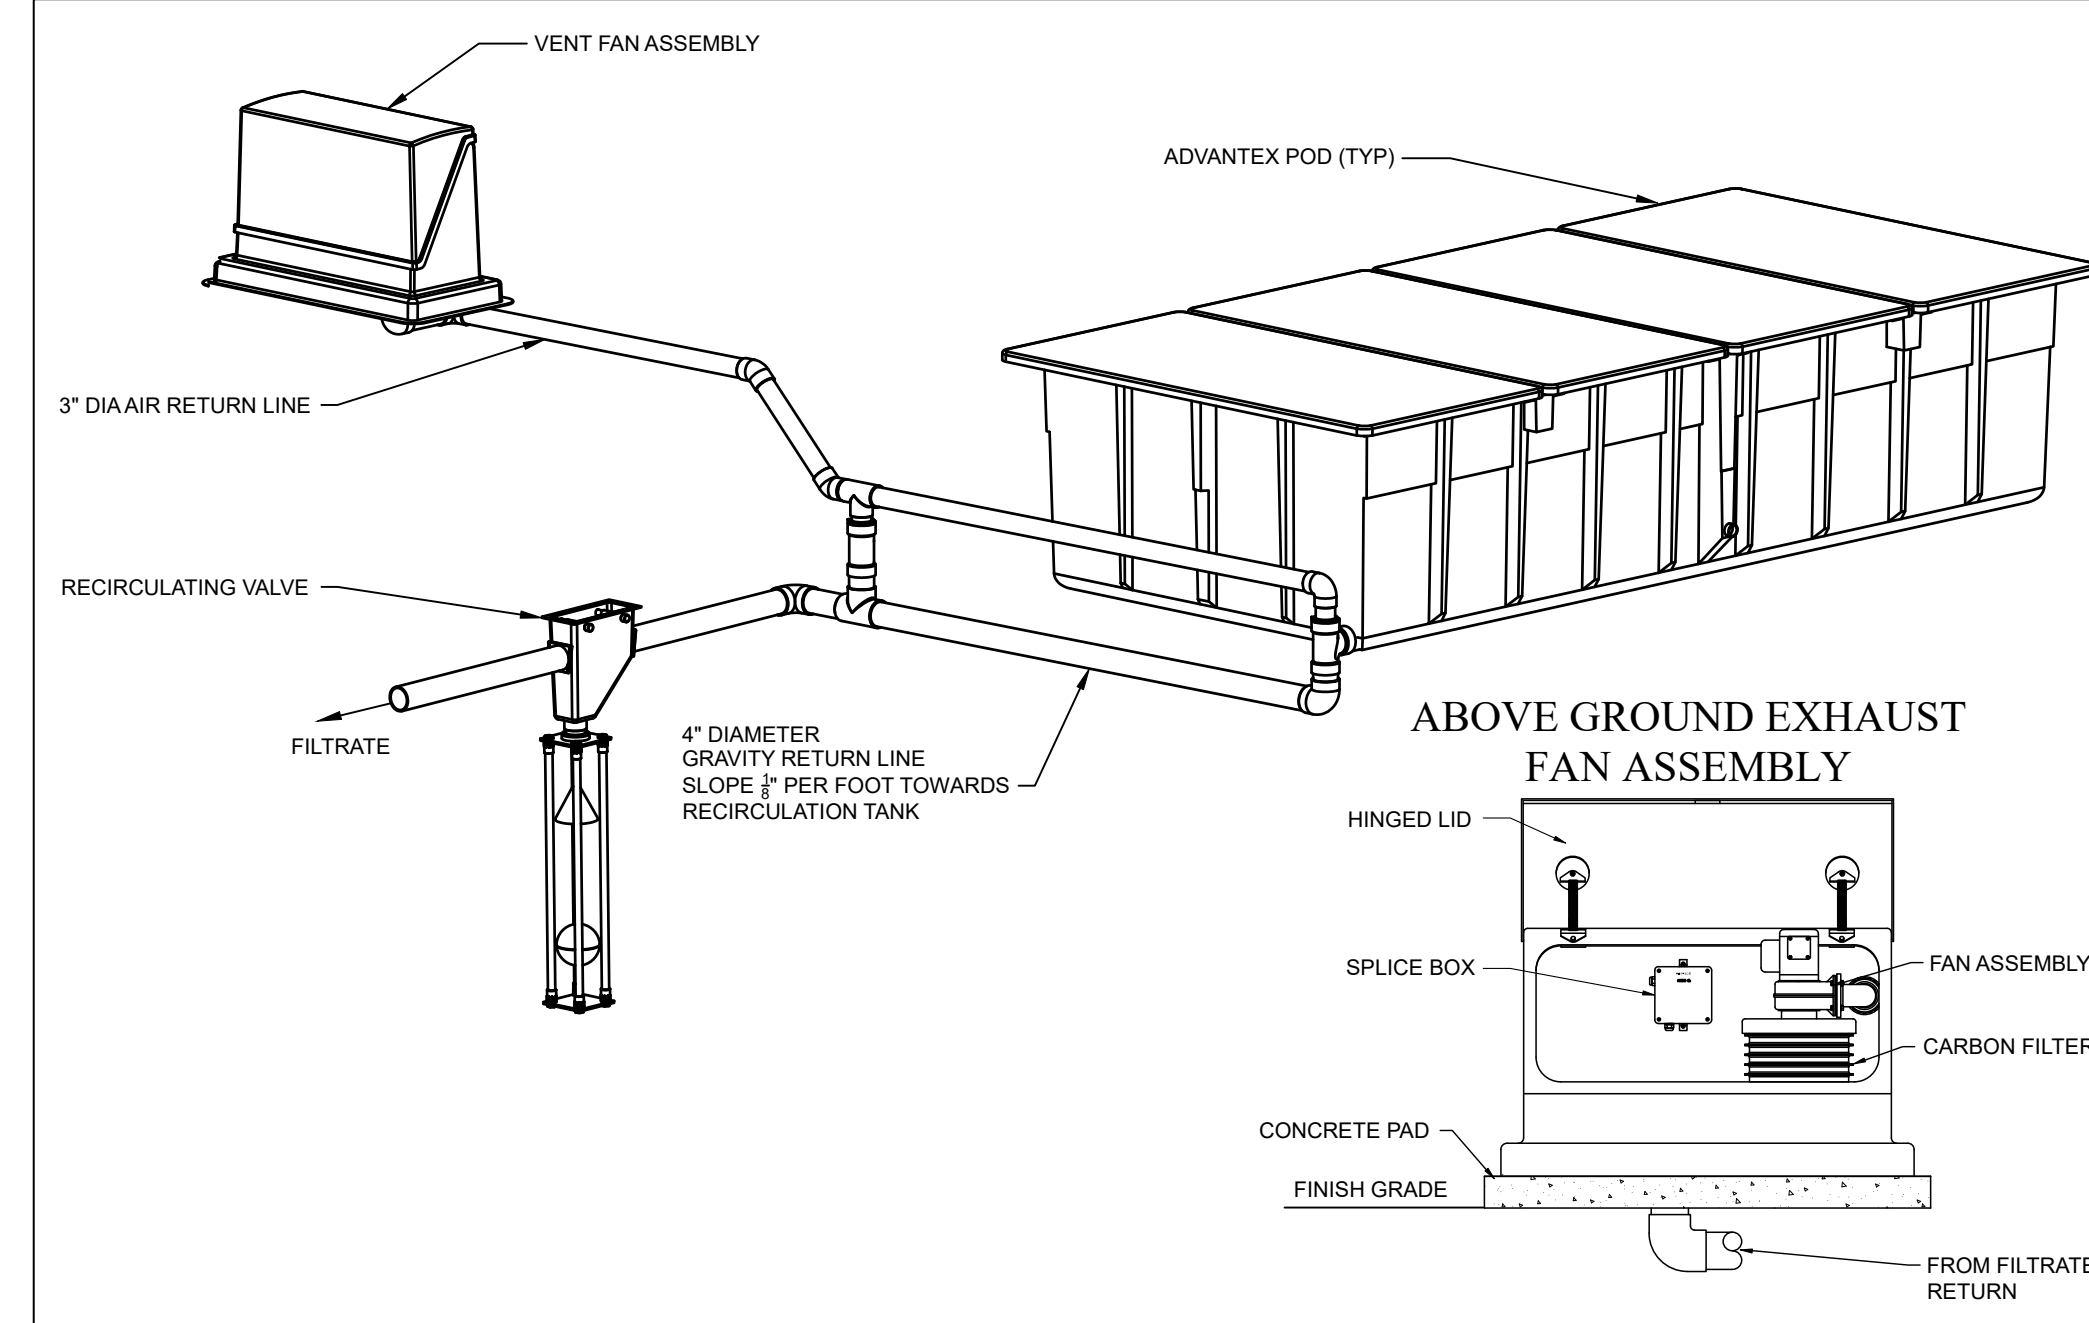 VENT FAN ASSEMBLY
ADVANTEX POD (TYP)
3" DIA AIR RETURN LINE
RECIRCULATING VALVE
FILTRATE
4" DIAMETER
GRAVITY RETURN LINE
SLOPE 1/8" PER FOOT TOWARDS
RECIRCULATION TANK
ABOVE GROUND EXHAUST
FAN ASSEMBLY
HINGED LID
SPLICE BOX
FAN ASSEMBLY
CARBON FILTER
CONCRETE PAD
FINISH GRADE
FROM FILTRATE
RETURN